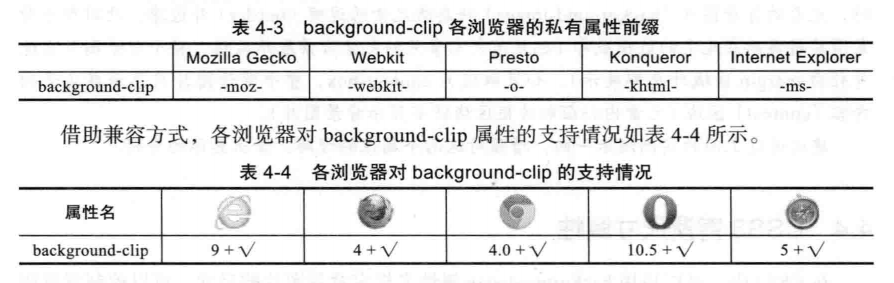 表 4-3 background-clip 各浏览器的私有属性前缀
Mozilla Gecko Webkit Presto Konqueror Internet Explorer
background-clip -moz- -webkit- -o- -khtml- -ms-
借助兼容方式，各浏览器对 background-clip 属性的支持情况如表 4-4 所示。
表 4-4 各浏览器对 background-clip 的支持情况
属性名
background-clip 9+√ 4+√ 4.0+√ 10.5+√ 5+√